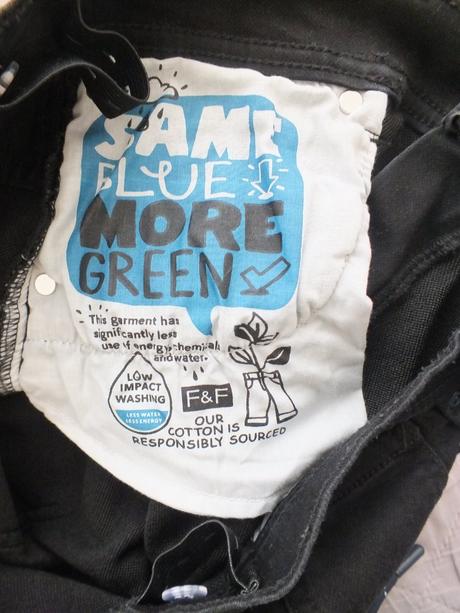 SAME
BLUE
MORE
GREEN
This garment has
significantly less
use of energy, chemicals
and water.
LOW
IMPACT
WASHING
LESS WATER
LESS ENERGY
F&F
OUR
COTTON IS
RESPONSIBLY SOURCED